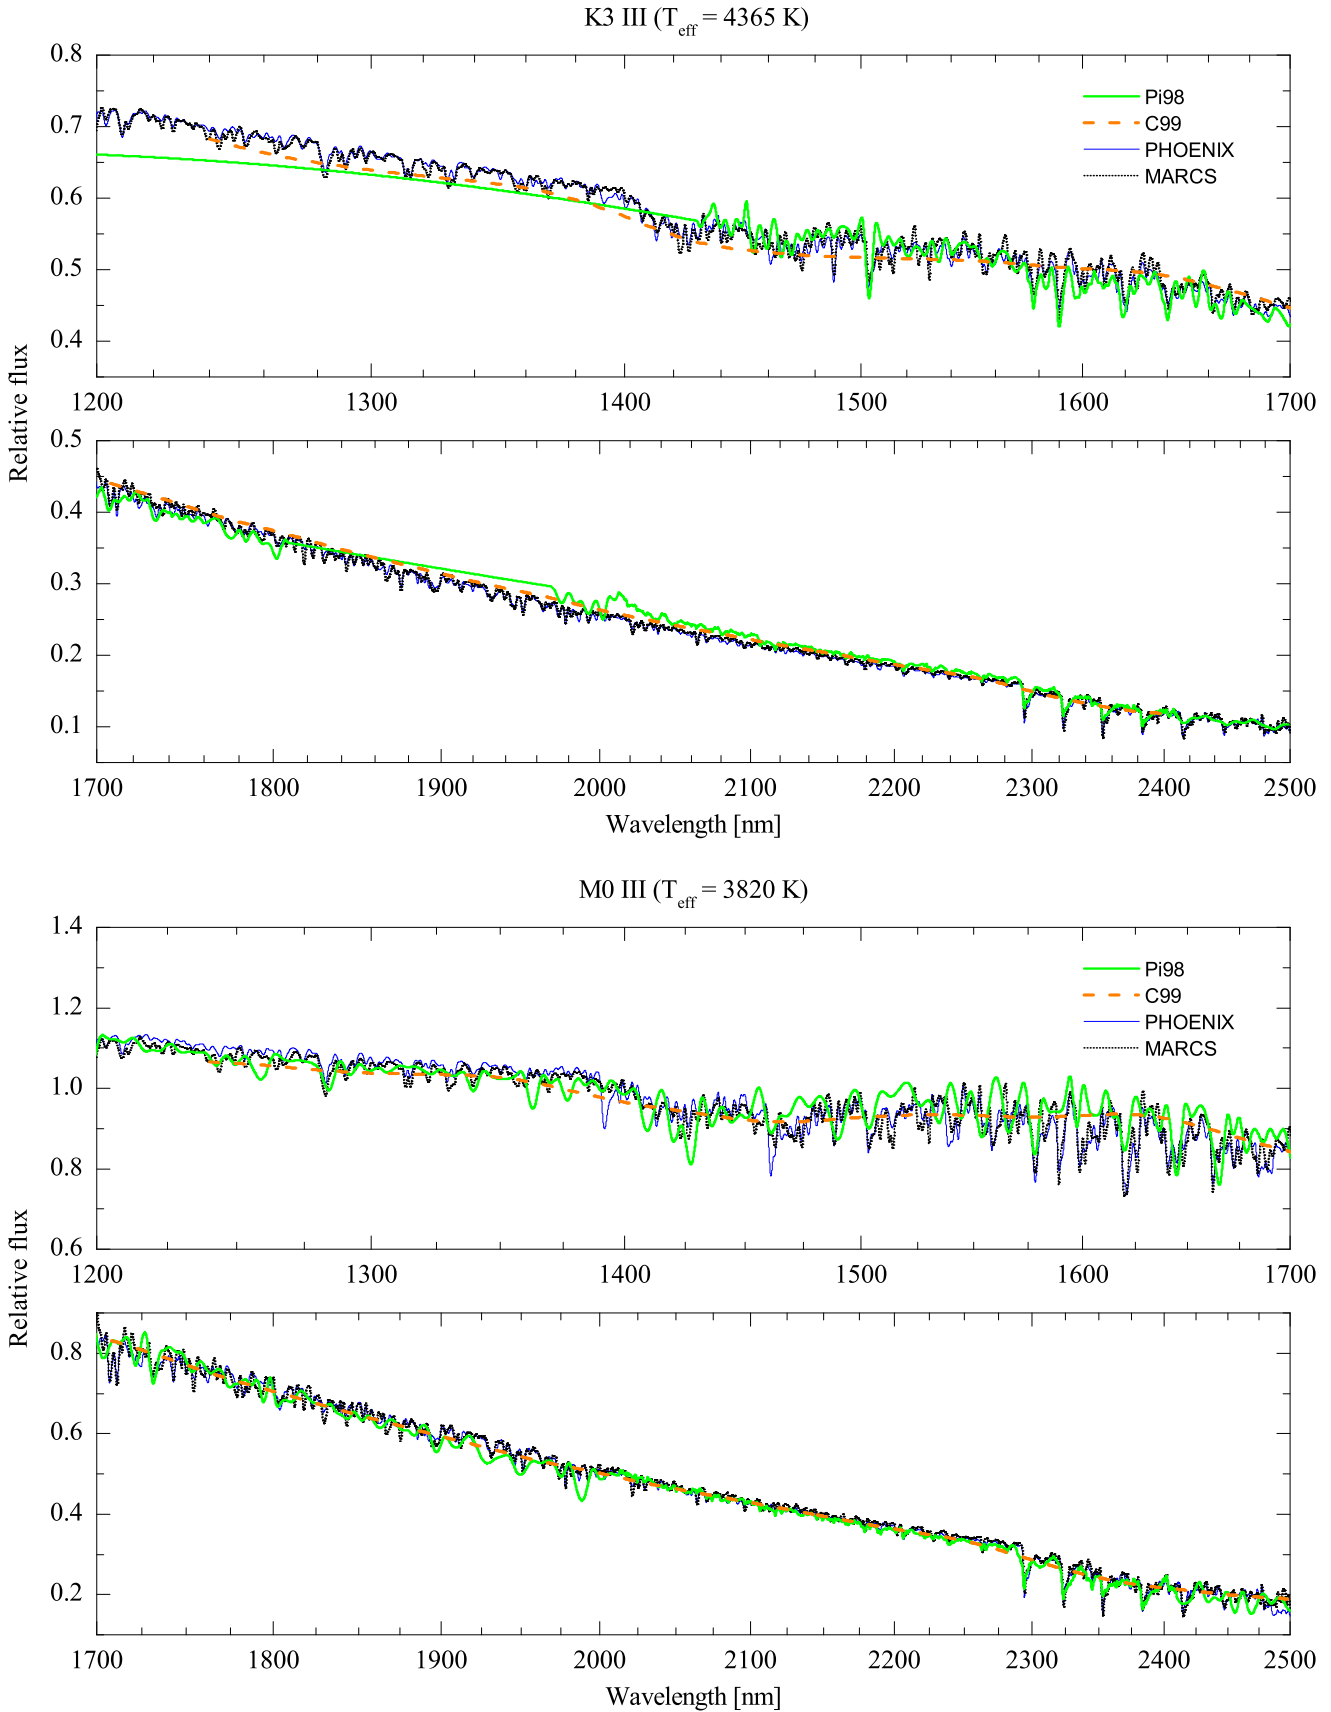 K3 III (Teff = 4365 K)
0.8
0.7
0.6
0.5
0.4
Pi98
C99
PHOENIX
MARCS
1200 1300 1400 1500 1600 1700
Relative flux
0.5
0.4
0.3
0.2
0.1
1700 1800 1900 2000 2100 2200 2300 2400 2500
Wavelength [nm]
M0 III (Teff = 3820 K)
1.4
1.2
1.0
0.8
0.6
Pi98
C99
PHOENIX
MARCS
1200 1300 1400 1500 1600 1700
Relative flux
0.8
0.6
0.4
0.2
1700 1800 1900 2000 2100 2200 2300 2400 2500
Wavelength [nm]